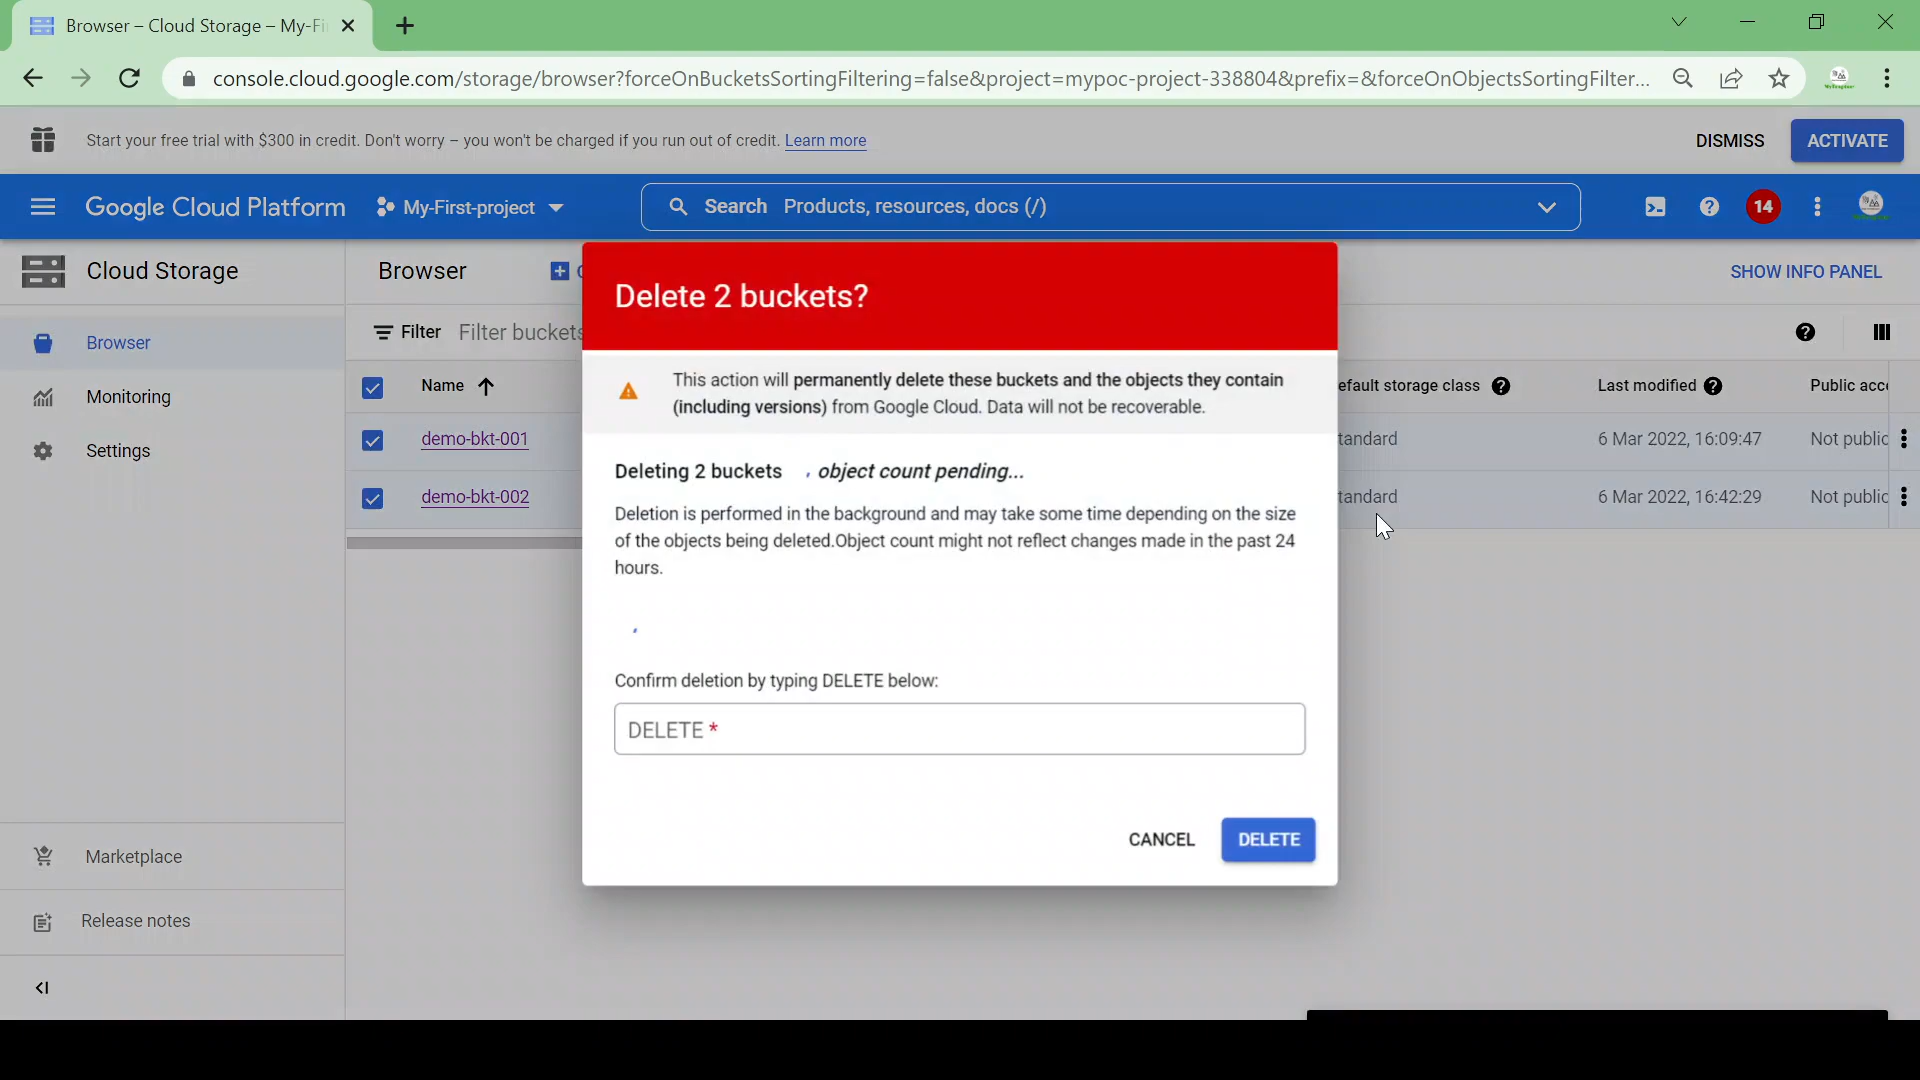 Browser – Cloud Storage – My-Fi
console.cloud.google.com/storage/browser?forceOnBucketsSortingFiltering=false&project=mypoc-project-338804&prefix=&forceOnObjectsSortingFilter...
Start your free trial with $300 in credit. Don't worry – you won't be charged if you run out of credit. Learn more
DISMISS
ACTIVATE
Google Cloud Platform
My-First-project
Search Products, resources, docs (/)
14
Cloud Storage
Browser
SHOW INFO PANEL
Browser
Monitoring
Settings
Filter Filter buckets
Name
efault storage class
Last modified
Public acc
demo-bkt-001
tandard
6 Mar 2022, 16:09:47
Not public
demo-bkt-002
tandard
6 Mar 2022, 16:42:29
Not public
Delete 2 buckets?
This action will permanently delete these buckets and the objects they contain
(including versions) from Google Cloud. Data will not be recoverable.
Deleting 2 buckets , object count pending...
Deletion is performed in the background and may take some time depending on the size
of the objects being deleted.Object count might not reflect changes made in the past 24
hours.
Confirm deletion by typing DELETE below:
DELETE *
CANCEL
DELETE
Marketplace
Release notes